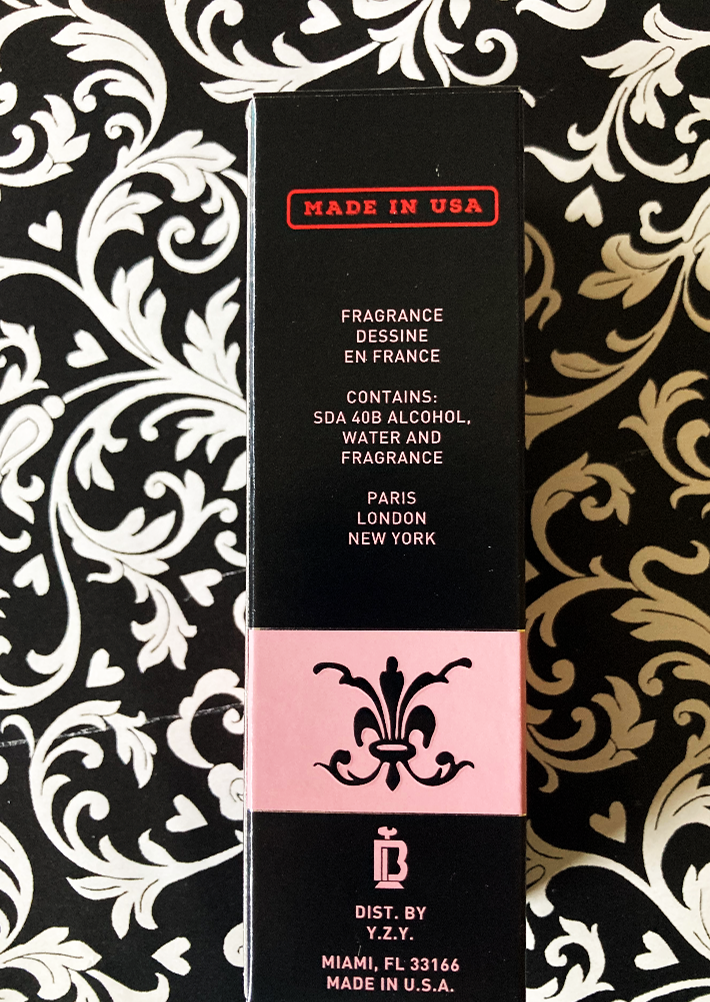 MADE IN USA
FRAGRANCE
DESSINE
EN FRANCE
CONTAINS:
SDA 40B ALCOHOL,
WATER AND
FRAGRANCE
PARIS
LONDON
NEW YORK
DIST. BY
Y.Z.Y.
MIAMI, FL 33166
MADE IN U.S.A.